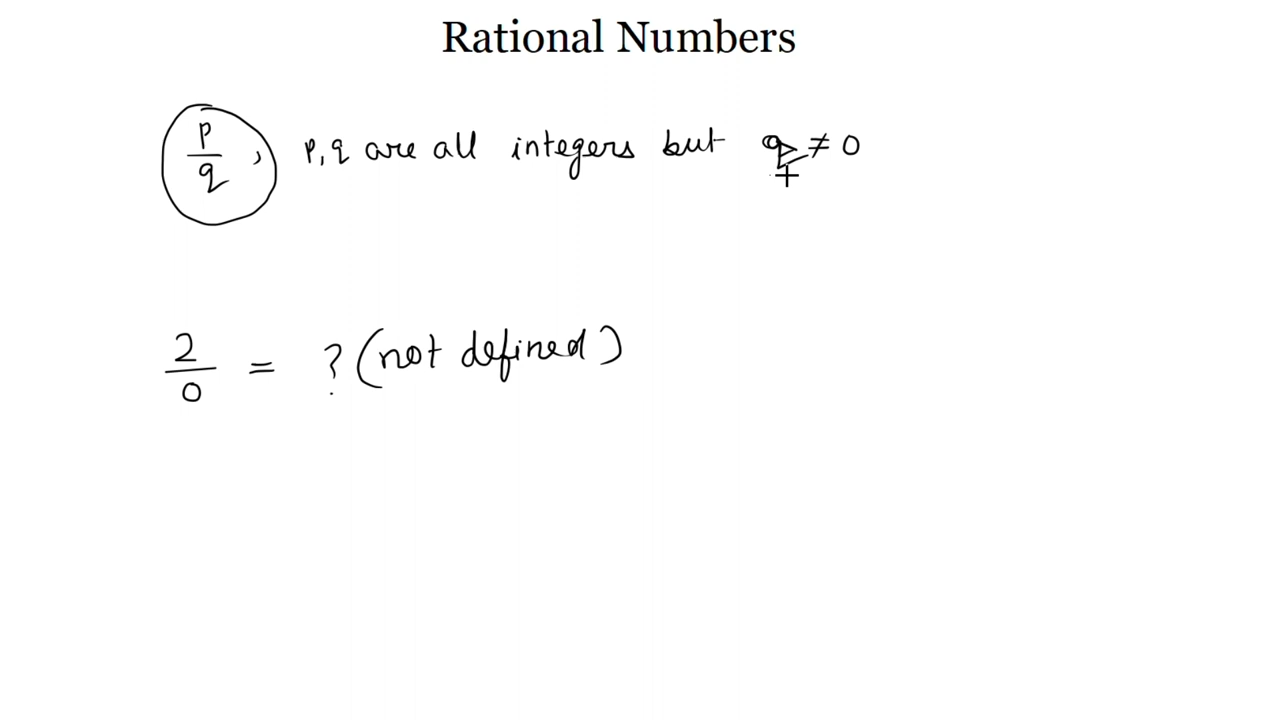 Rational Numbers
p/q, p,q are all integers but q ≠ 0
2/0 = ? (not defined)